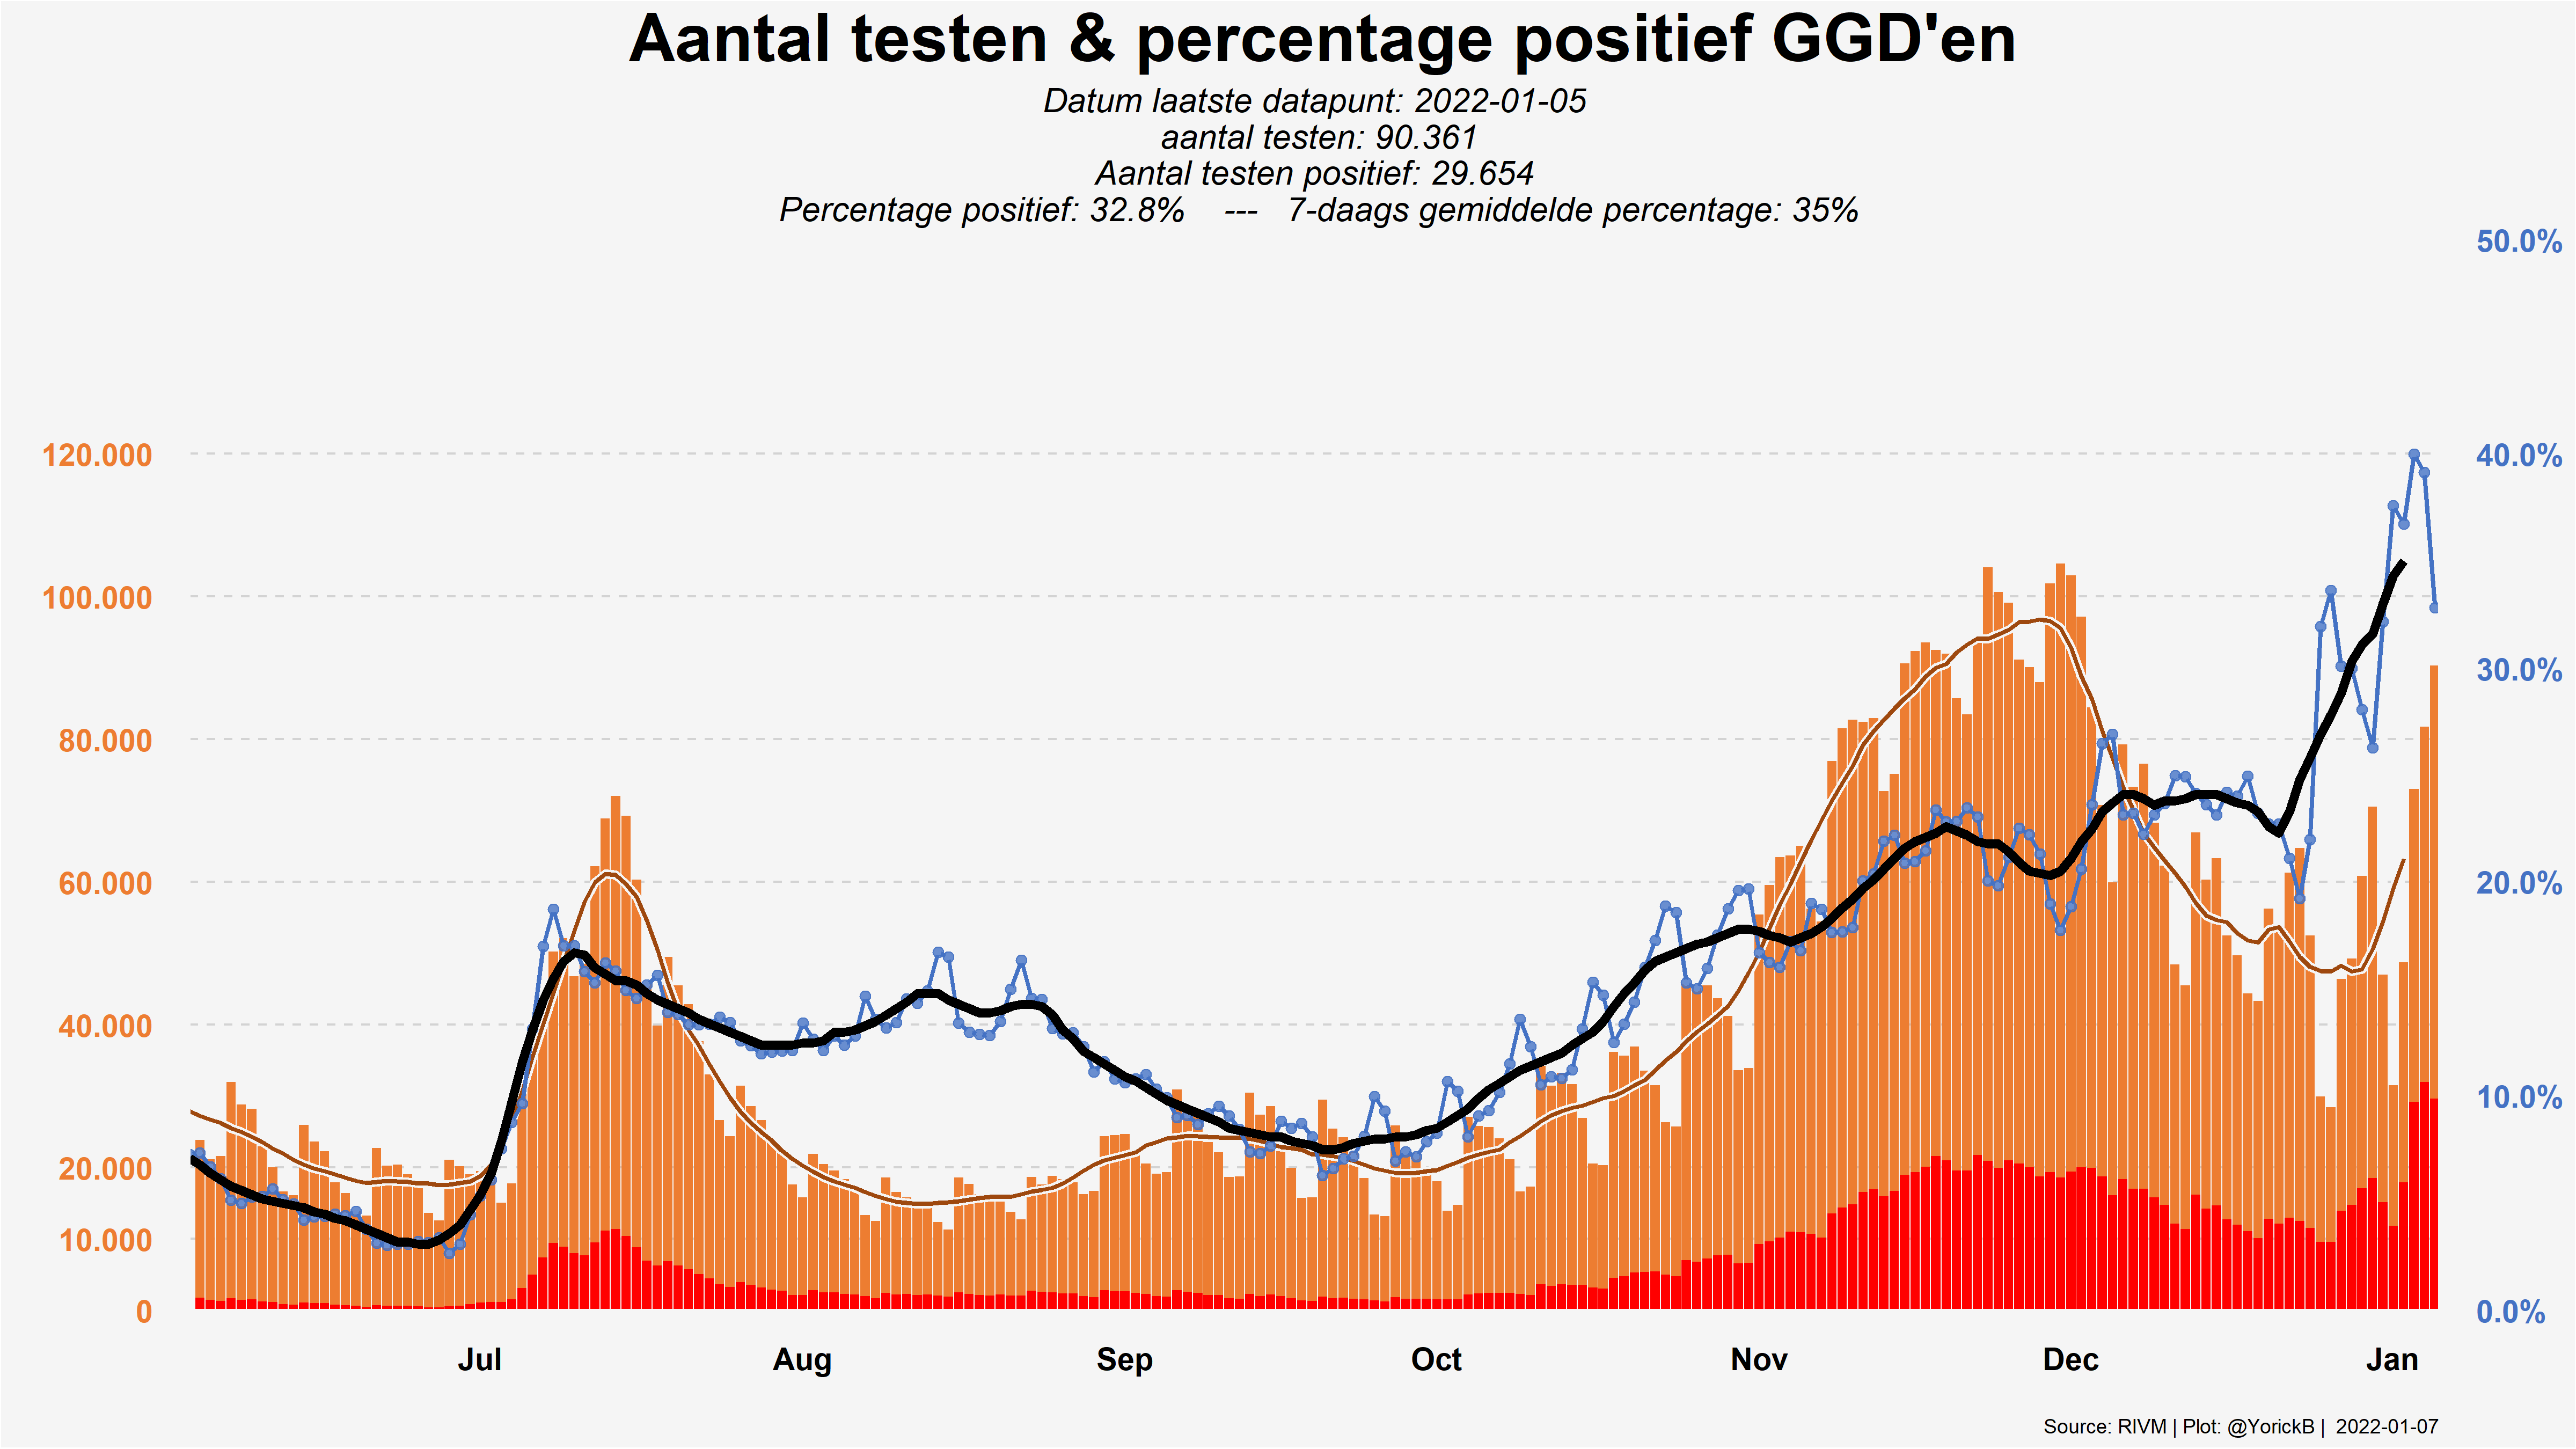 Aantal testen & percentage positief GGD'en
Datum laatste datapunt: 2022-01-05
aantal testen: 90.361
Aantal testen positief: 29.654
Percentage positief: 32.8%    ---   7-daags gemiddelde percentage: 35%
50.0%
120.000
40.0%
100.000
30.0%
80.000
60.000
20.0%
40.000
20.000
10.0%
10.000
0
0.0%
Jul Aug Sep Oct Nov Dec Jan
Source: RIVM | Plot: @YorickB |  2022-01-07